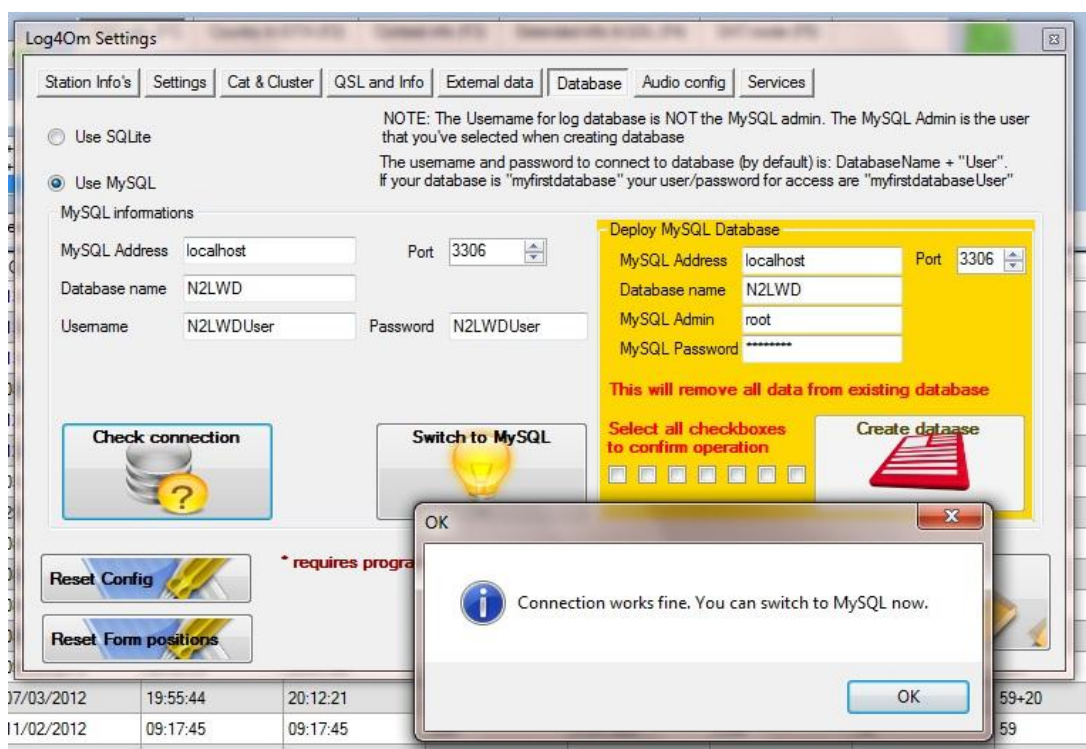 Log4Om Settings
Station Info's Settings Cat & Cluster QSL and Info External data Database Audio config Services
Use SQLite
NOTE: The Username for log database is NOT the MySQL admin. The MySQL Admin is the user
that you've selected when creating database
Use MySQL
The username and password to connect to database (by default) is: DatabaseName + "User".
If your database is "myfirstdatabase" your user/password for access are "myfirstdatabaseUser"
MySQL informations
MySQL Address localhost Port 3306
Database name N2LWD
Username N2LWDUser Password N2LWDUser
Deploy MySQL Database
MySQL Address localhost Port 3306
Database name N2LWD
MySQL Admin root
MySQL Password ********
This will remove all data from existing database
Select all checkboxes
to confirm operation
Create dataase
Check connection
Switch to MySQL
Reset Config
* requires progra
Reset Form positions
OK
Connection works fine. You can switch to MySQL now.
OK
07/03/2012 19:55:44 20:12:21 59+20
11/02/2012 09:17:45 09:17:45 59